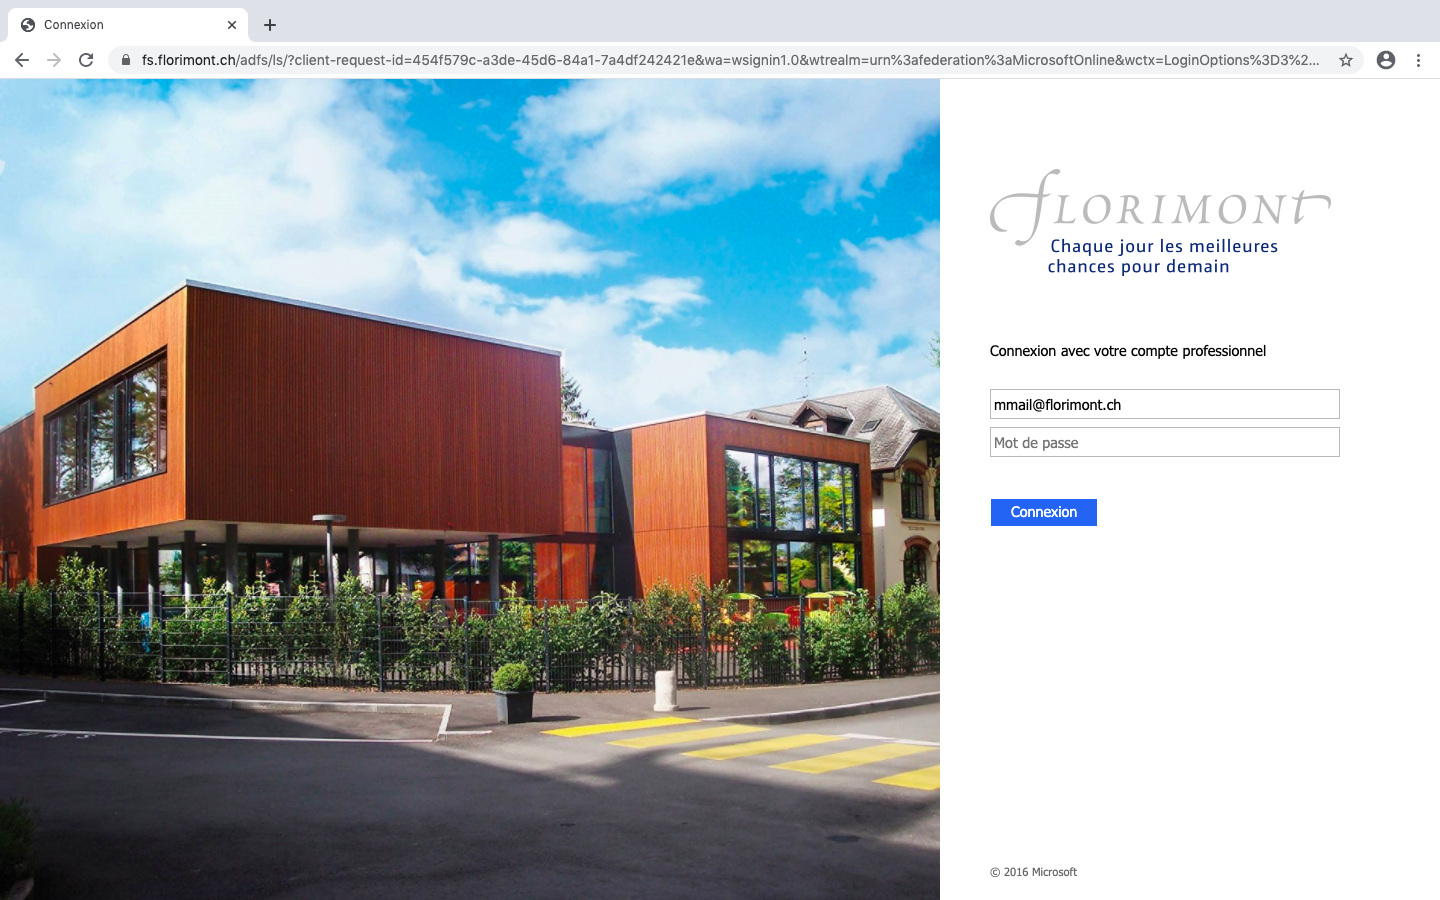 Connexion
fs.florimont.ch/adfs/ls/?client-request-id=454f579c-a3de-45d6-84a1-7a4df242421e&wa=wsignin1.0&wtrealm=urn%3afederation%3aMicrosoftOnline&wctx=LoginOptions%3D3%2...
fLORIMONt
Chaque jour les meilleures
chances pour demain
Connexion avec votre compte professionnel
mmail@florimont.ch
Mot de passe
Connexion
© 2016 Microsoft